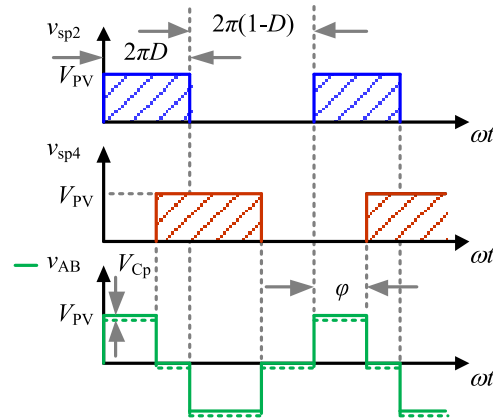 v_sp2
2π(1-D)
2πD
V_PV
ωt
v_sp4
V_PV
ωt
v_AB
V_Cp
V_PV
φ
ωt